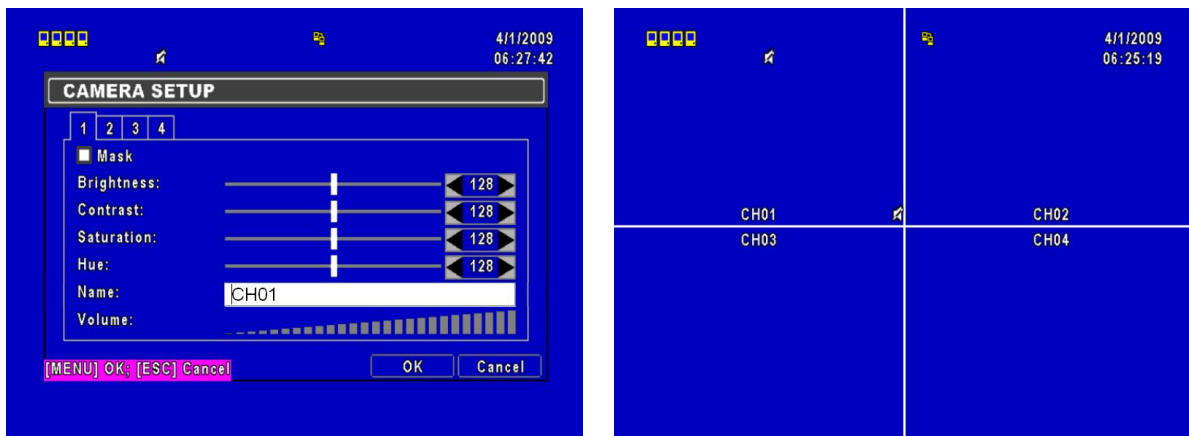 4/1/2009
06:27:42
CAMERA SETUP
1 2 3 4
Mask
Brightness: 128
Contrast: 128
Saturation: 128
Hue: 128
Name: CH01
Volume:
[MENU] OK; [ESC] Cancel
OK Cancel
4/1/2009
06:25:19
CH01 CH02
CH03 CH04